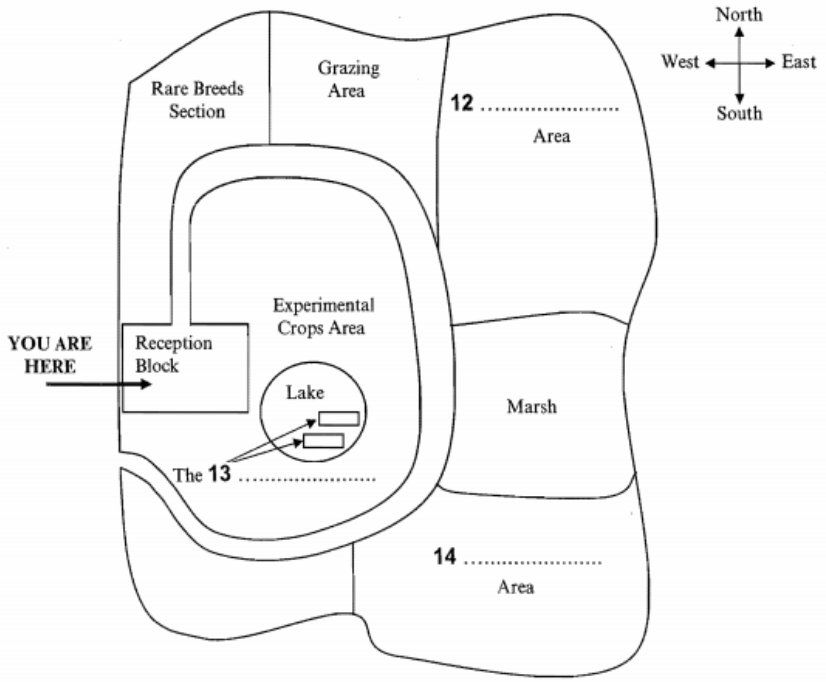 North
West East
South
Rare Breeds
Section
Grazing
Area
12 ........................
Area
Experimental
Crops Area
YOU ARE
HERE
Reception
Block
Lake
Marsh
The 13 ........................
14 ........................
Area